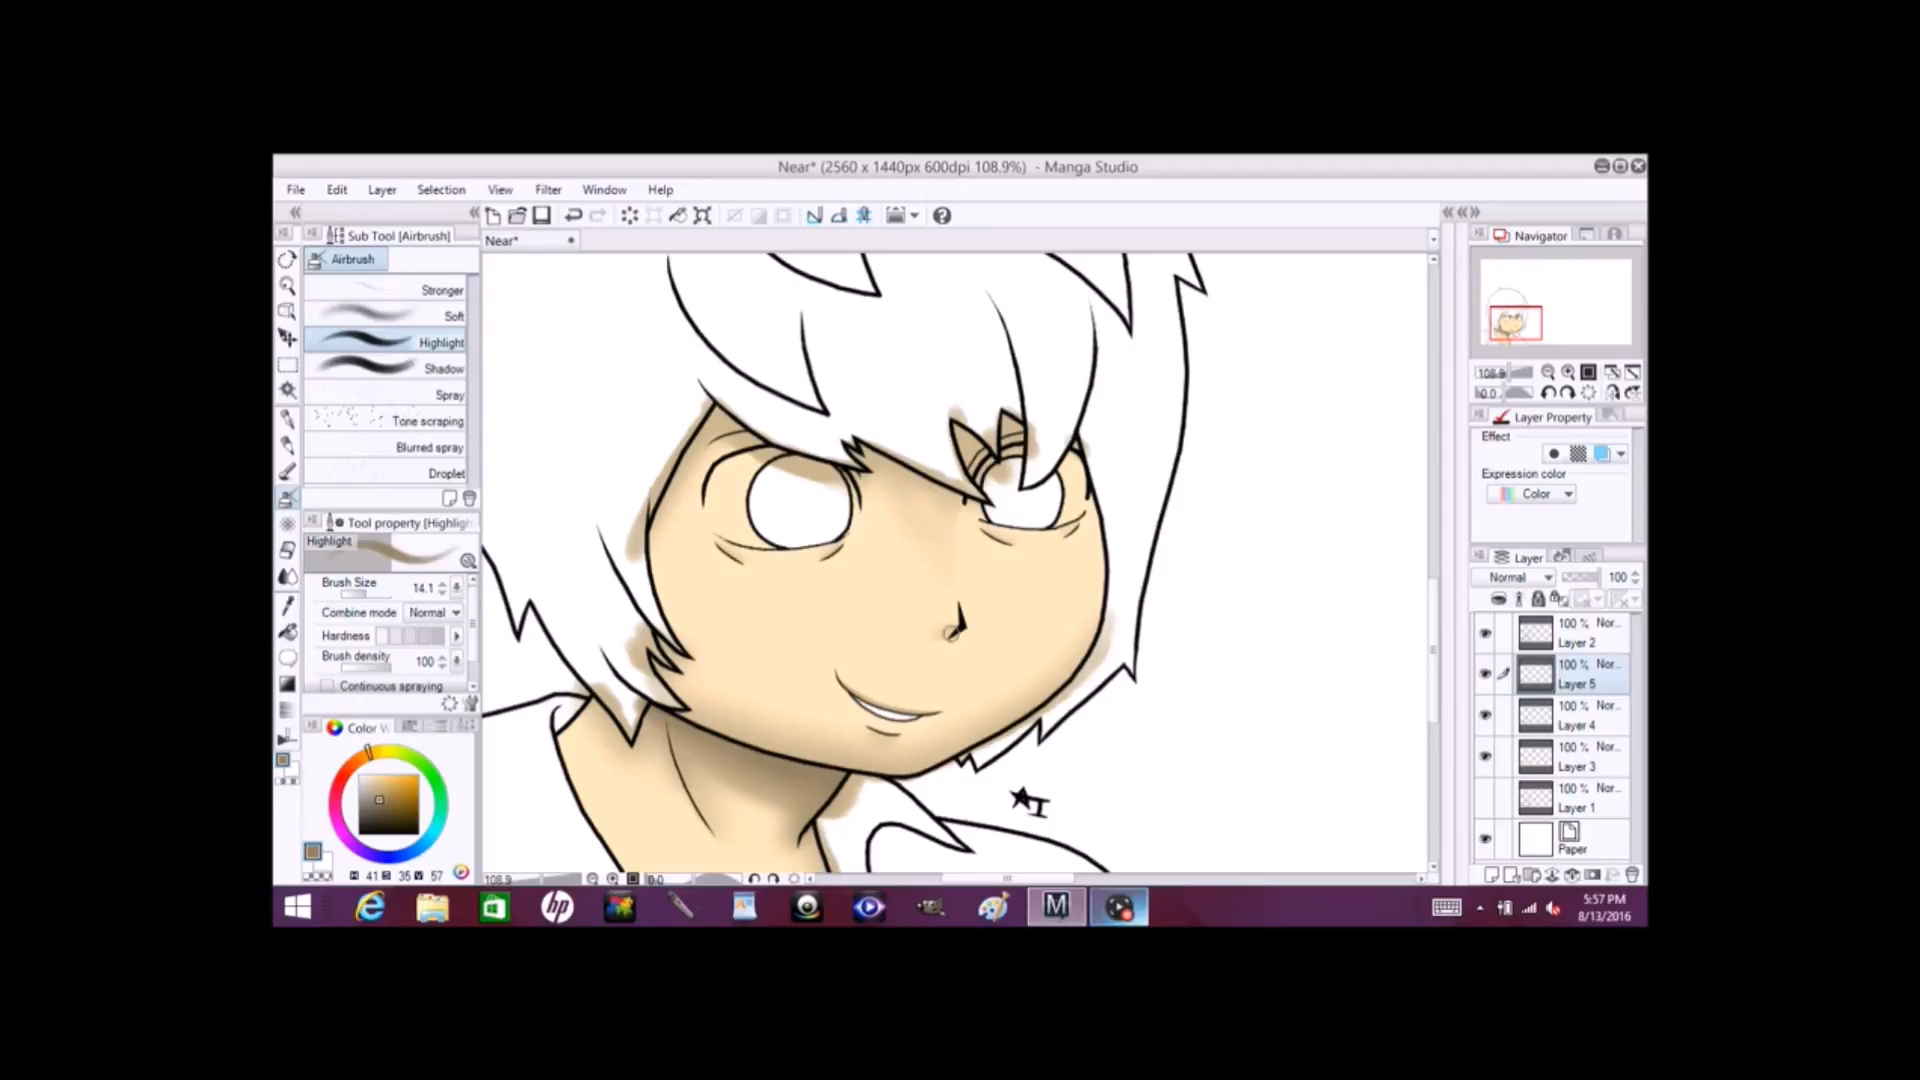 Near* (2560 x 1440px 600dpi 108.9%) - Manga Studio
File Edit Layer Selection View Filter Window Help
Sub Tool [Airbrush]
Near*
Navigator
Airbrush
Stronger
Soft
Highlight
Shadow
Spray
Tone scraping
Blurred spray
Droplet
108.9
0.0
Layer Property
Effect
Expression color
Color
Tool property [Highligh
Highlight
Brush Size 14.1
Combine mode Normal
Hardness
Brush density 100
Continuous spraying
Layer
Normal 100
100 % Nor...
Layer 2
100 % Nor...
Layer 5
100 % Nor...
Layer 4
100 % Nor...
Layer 3
100 % Nor...
Layer 1
Paper
Color
H 41 S 35 V 57
108.9 0.0
hp
M
5:57 PM
8/13/2016